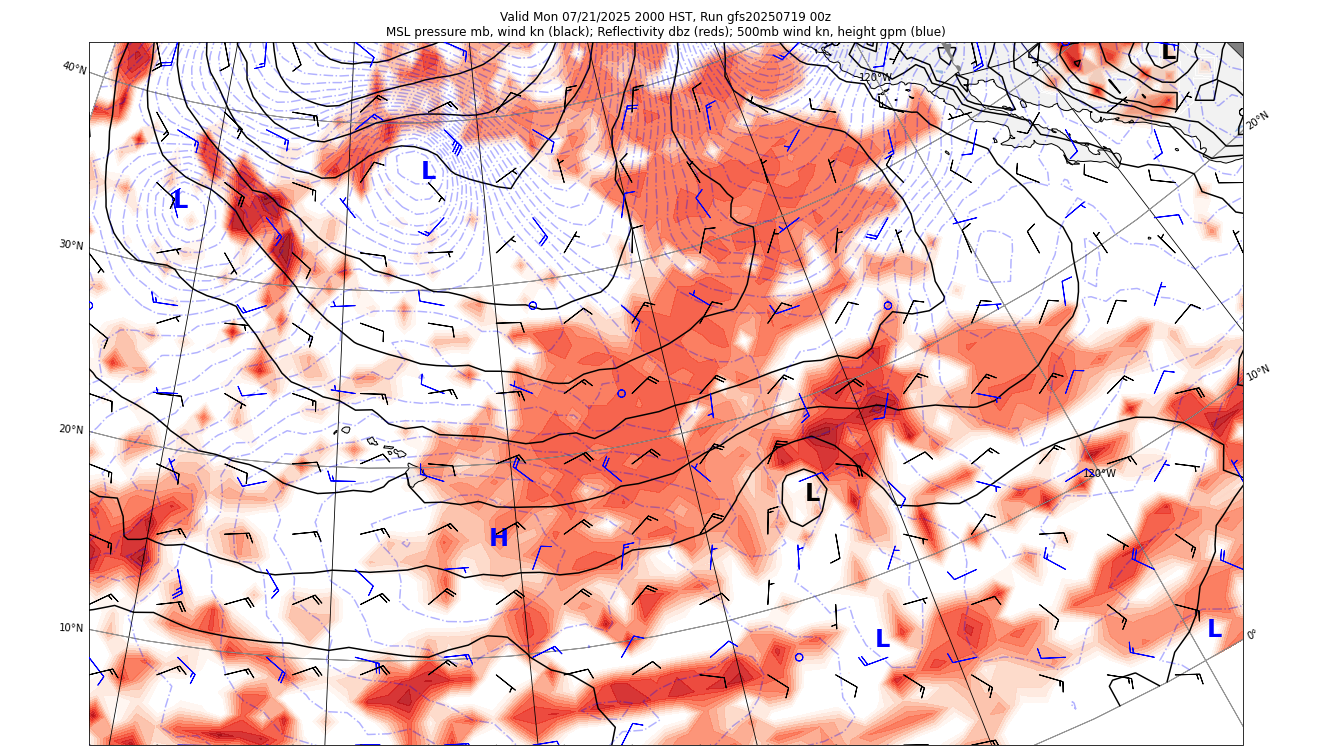 Valid Mon 07/21/2025 2000 HST, Run gfs20250719 00z
MSL pressure mb, wind kn (black); Reflectivity dbz (reds); 500mb wind kn, height gpm (blue)
L
40°N
120°W
20°N
L
L
30°N
10°N
20°N
120°W
L
H
10°N
L
L
0°